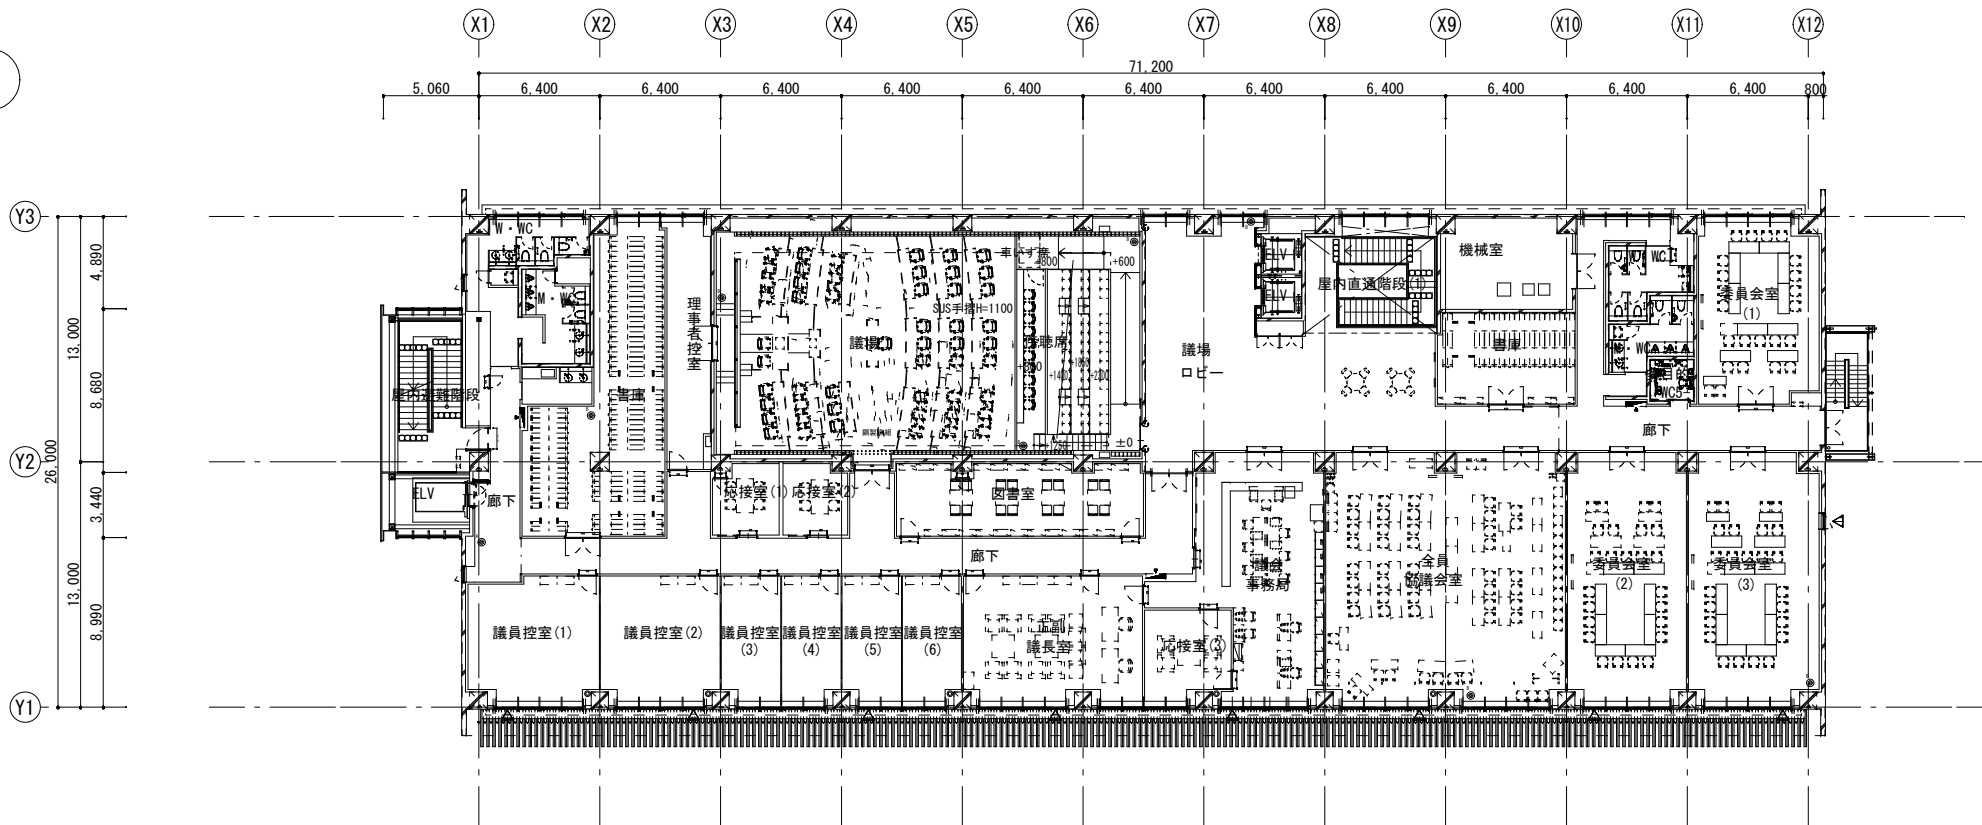 X1 X2 X3 X4 X5 X6 X7 X8 X9 X10 X11 X12
71,200
5,060 6,400 6,400 6,400 6,400 6,400 6,400 6,400 6,400 6,400 6,400 6,400 800
Y3
Y2
Y1
4,890
8,680
3,440
8,990
13,000
13,000
26,000
W・WC
屋内避難階段
ELV
廊下
書庫
理事者控室
議場
車いす席
+800
+600
SUS手摺H=1100
+1400
±0
議場
ロビー
ELV
ELV
屋内直通階段(1)
機械室
書庫
委員会室
(1)
廊下
応接室(1)
応接室(2)
図書室
廊下
議会
事務局
全員
協議会室
委員会室
(2)
委員会室
(3)
議員控室(1)
議員控室(2)
議員控室
(3)
議員控室
(4)
議員控室
(5)
議員控室
(6)
正副
議長室
応接室(3)